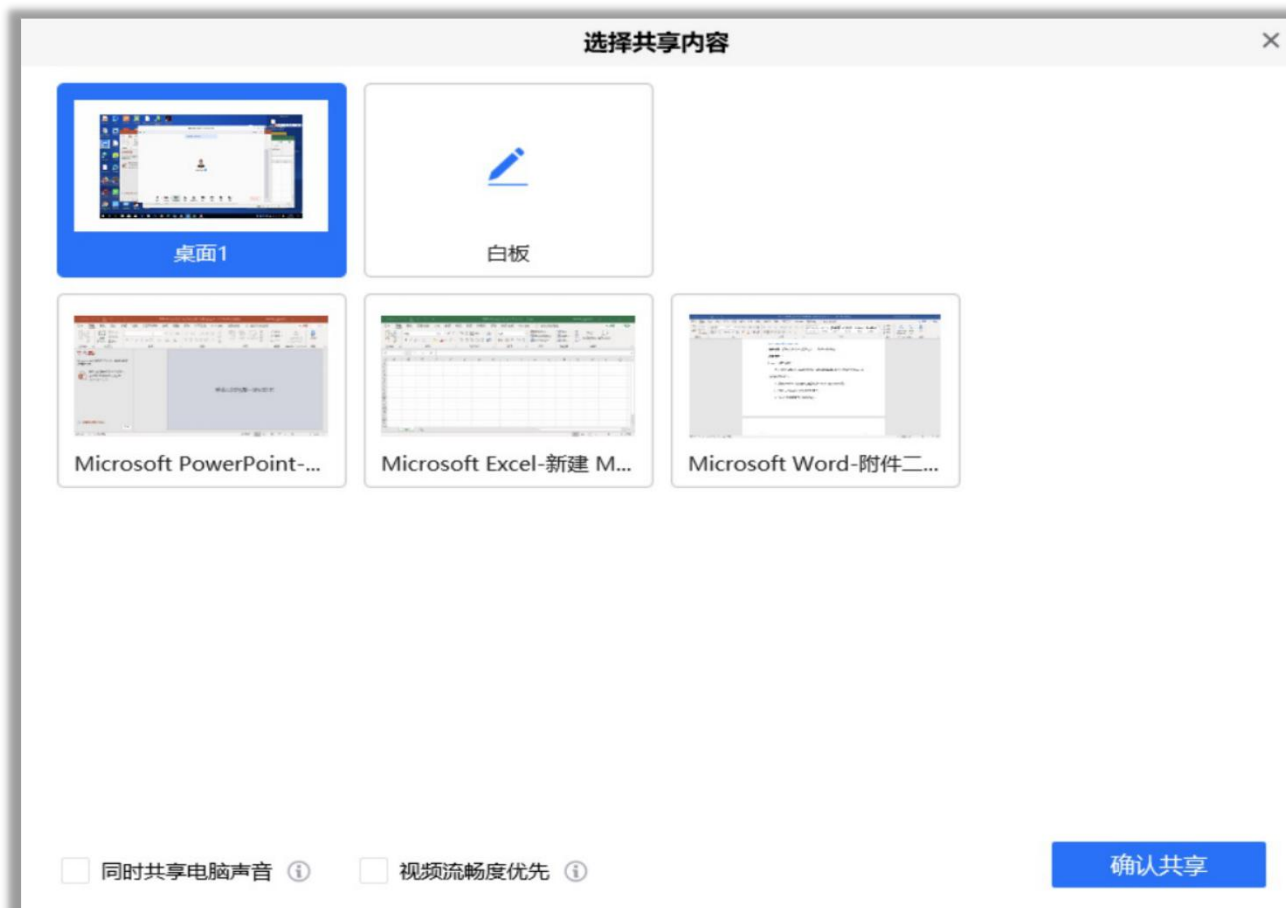 选择共享内容
桌面1
白板
Microsoft PowerPoint-...
Microsoft Excel-新建 M...
Microsoft Word-附件二...
同时共享电脑声音
视频流畅度优先
确认共享